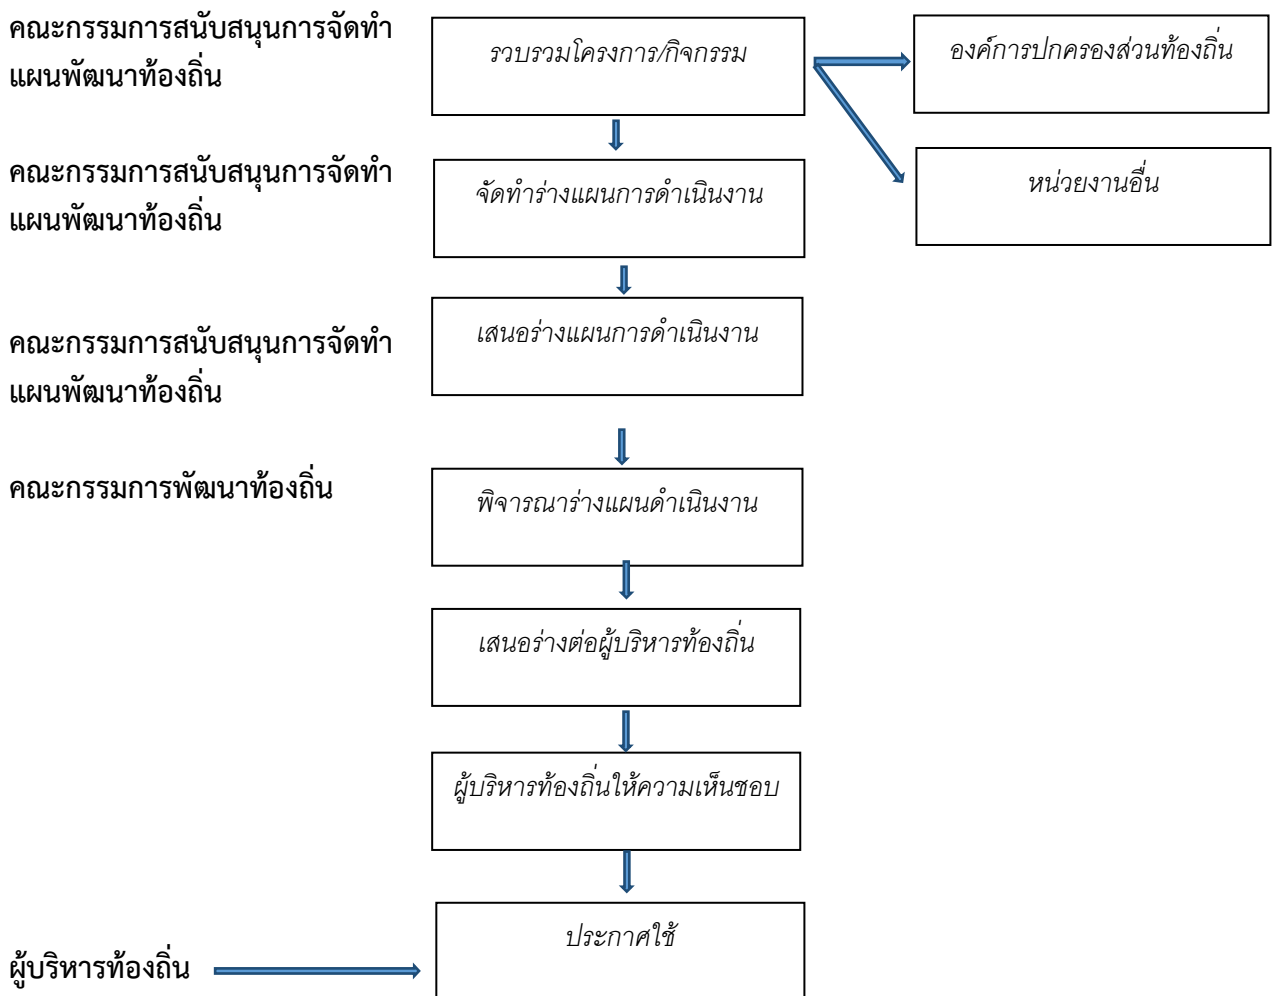 คณะกรรมการสนับสนุนการจัดทำ
แผนพัฒนาท้องถิ่น
รวบรวมโครงการ/กิจกรรม
องค์การปกครองส่วนท้องถิ่น
คณะกรรมการสนับสนุนการจัดทำ
แผนพัฒนาท้องถิ่น
จัดทำร่างแผนการดำเนินงาน
หน่วยงานอื่น
คณะกรรมการสนับสนุนการจัดทำ
แผนพัฒนาท้องถิ่น
เสนอร่างแผนการดำเนินงาน
คณะกรรมการพัฒนาท้องถิ่น
พิจารณาร่างแผนดำเนินงาน
เสนอร่างต่อผู้บริหารท้องถิ่น
ผู้บริหารท้องถิ่นให้ความเห็นชอบ
ประกาศใช้
ผู้บริหารท้องถิ่น